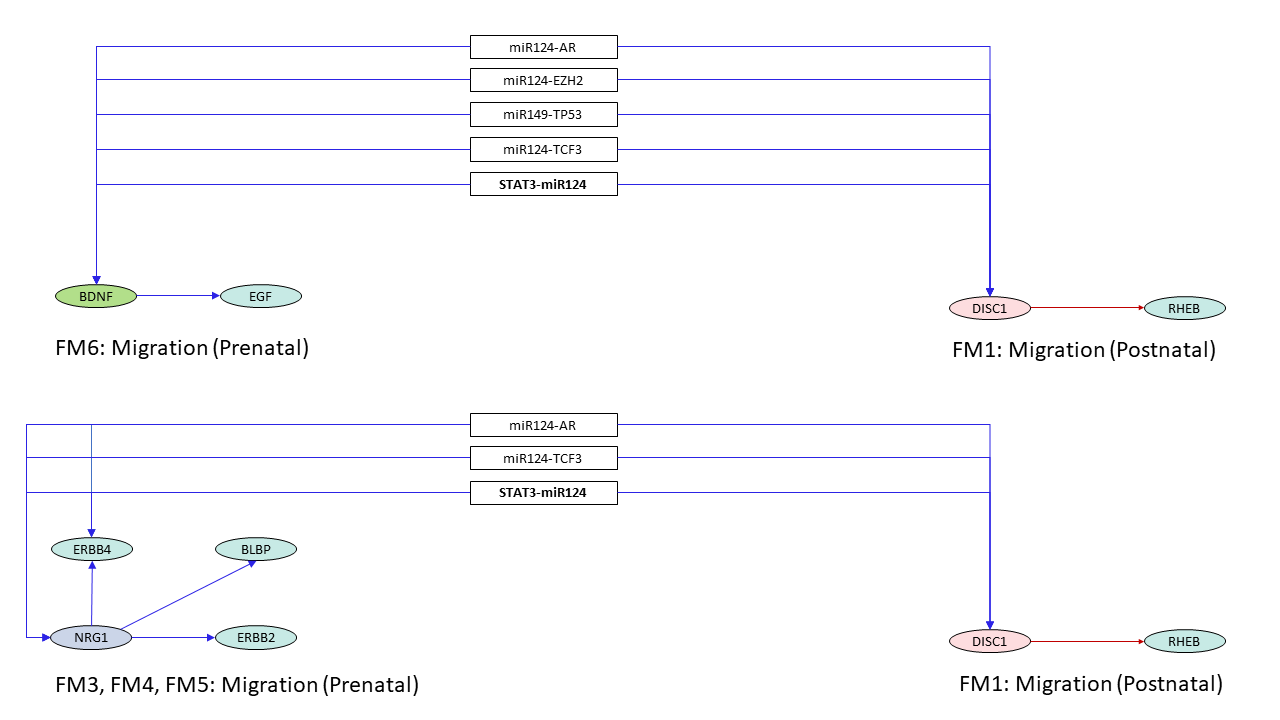 miR124-AR
miR124-EZH2
miR149-TP53
miR124-TCF3
STAT3-miR124
BDNF
EGF
DISC1
RHEB
FM6: Migration (Prenatal)
FM1: Migration (Postnatal)
miR124-AR
miR124-TCF3
STAT3-miR124
ERBB4
BLBP
NRG1
ERBB2
DISC1
RHEB
FM3, FM4, FM5: Migration (Prenatal)
FM1: Migration (Postnatal)